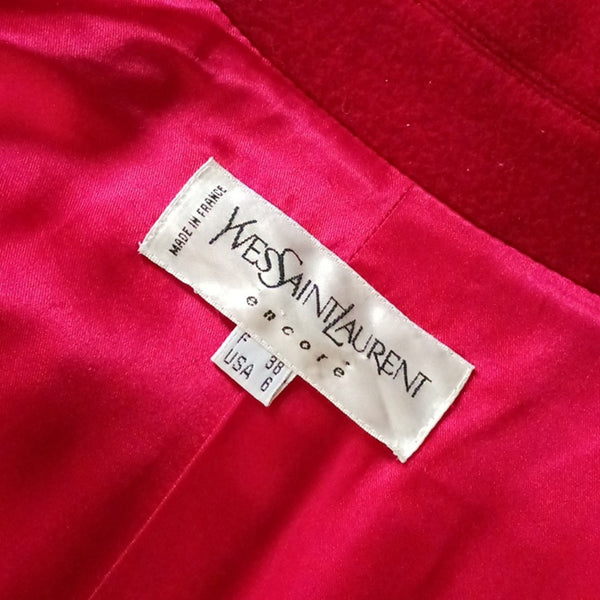 MADE IN FRANCE
YVESSAINTLAURENT
encore
F 38
USA 6